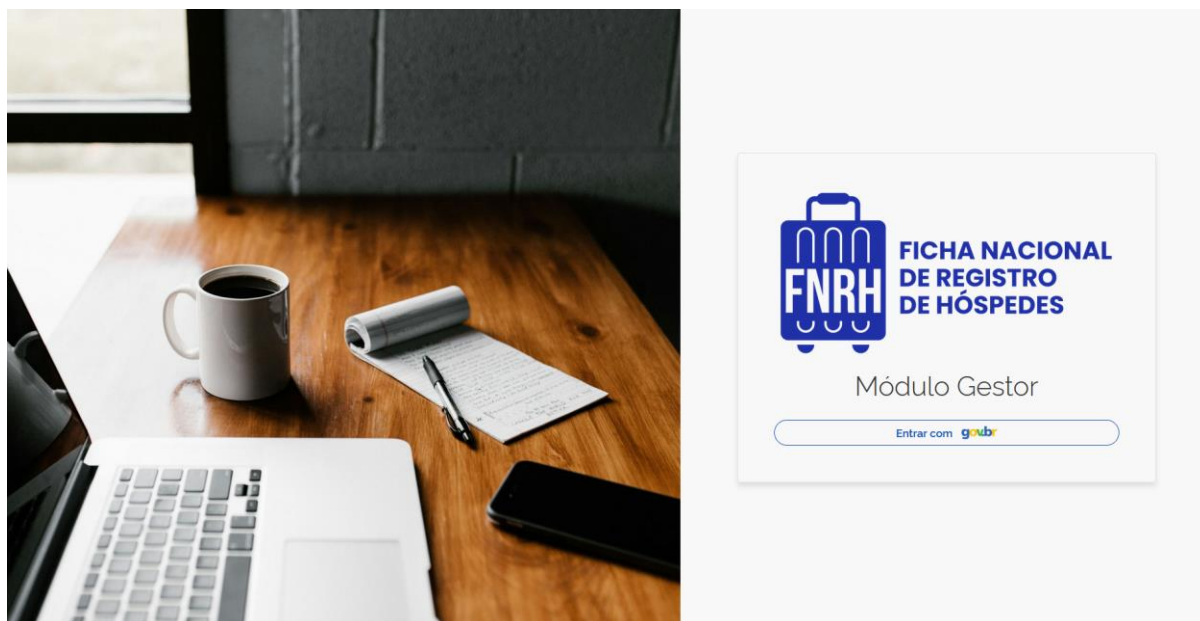 FNRH
FICHA NACIONAL
DE REGISTRO
DE HÓSPEDES
Módulo Gestor
Entrar com gov.br